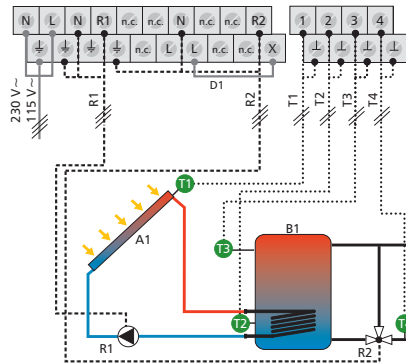 N L N R1 n.c. n.c. N n.c. n.c. R2
n.c. L L n.c. X
1 2 3 4
D1
230 V~
115 V~
R1
R2
T1
T2
T3
T4
T1
A1
B1
T3
T2
R1
R2